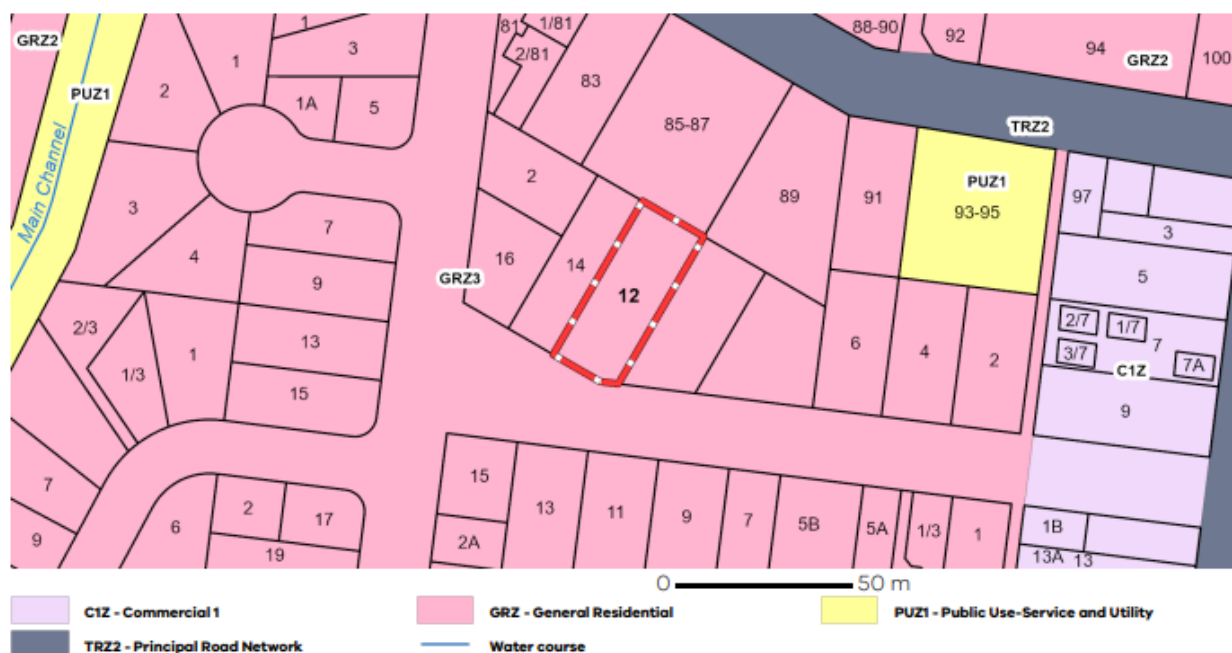 GRZ2
PUZ1
Main Channel
2
1
1
3
1A
5
3
4
7
9
13
15
2/3
1/3
1
7
9
6
2
17
19
81
1/81
2/81
83
85-87
88-90
92
94
GRZ2
100
TRZ2
2
16
14
GRZ3
12
89
91
PUZ1
93-95
97
3
5
6
4
2
2/7
1/7
7
3/7
7A
C1Z
9
15
2A
13
11
9
7
5B
5A
1/3
1
1B
13A
13
0 50 m
C1Z - Commercial 1
GRZ - General Residential
PUZ1 - Public Use-Service and Utility
TRZ2 - Principal Road Network
Water course